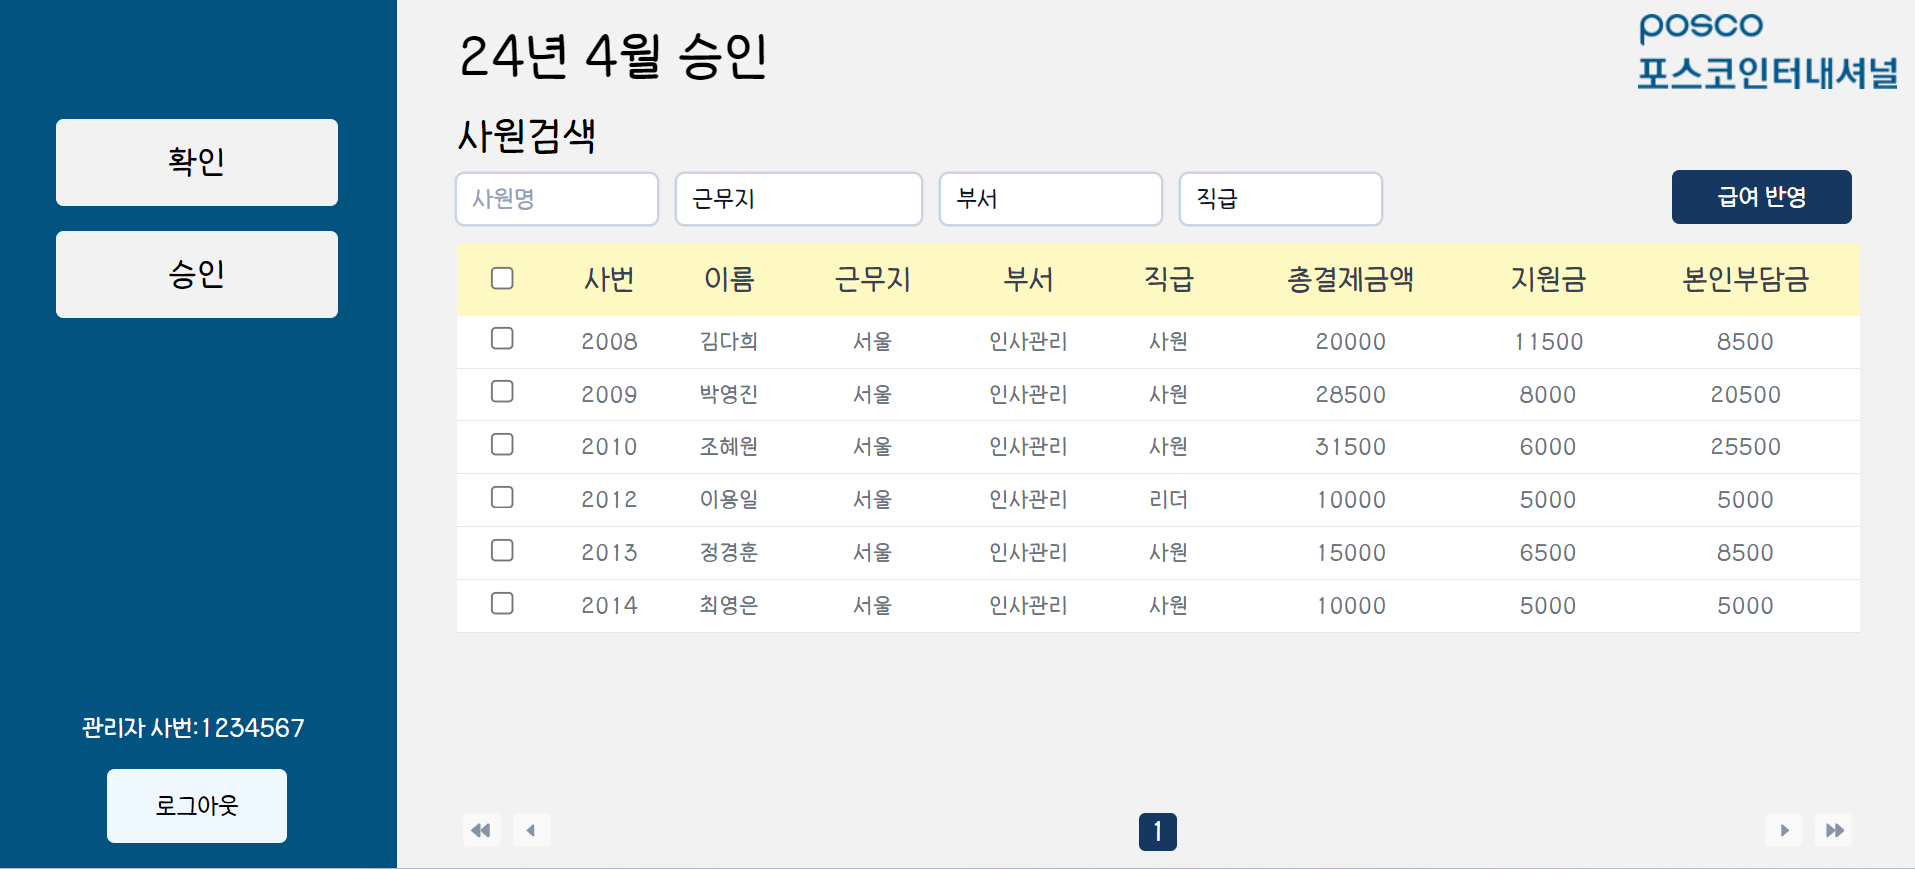 확인
승인
관리자 사번:1234567
로그아웃
24년 4월 승인
posco
포스코인터내셔널
사원검색
사원명 근무지 부서 직급 급여 반영
사번 이름 근무지 부서 직급 총결제금액 지원금 본인부담금
2008 김다희 서울 인사관리 사원 20000 11500 8500
2009 박영진 서울 인사관리 사원 28500 8000 20500
2010 조혜원 서울 인사관리 사원 31500 6000 25500
2012 이용일 서울 인사관리 리더 10000 5000 5000
2013 정경훈 서울 인사관리 사원 15000 6500 8500
2014 최영은 서울 인사관리 사원 10000 5000 5000
1